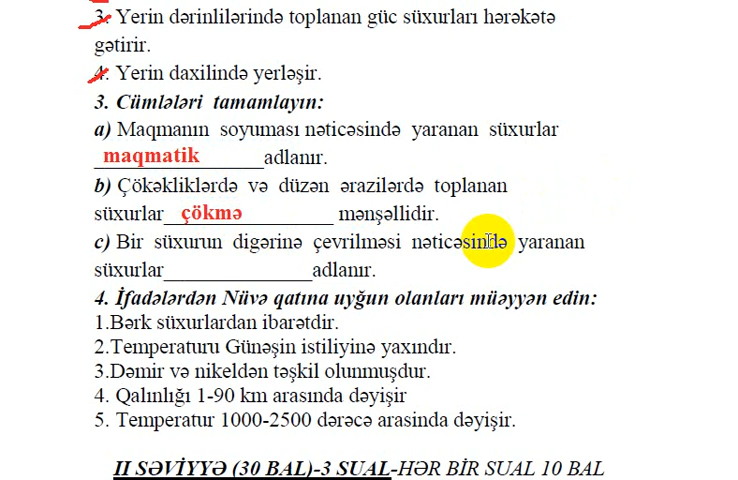 3. Yerin dərinlilərində toplanan güc süxurları hərəkətə
gətirir.
4. Yerin daxilində yerləşir.
3. Cümlələri tamamlayın:
a) Maqmanın soyuması nəticəsində yaranan süxurlar
maqmatik adlanır.
b) Çökəkliklərdə və düzən ərazilərdə toplanan
süxurlar çökmə mənşəllidir.
c) Bir süxurun digərinə çevrilməsi nəticəsində yaranan
süxurlar______________adlanır.
4. İfadələrdən Nüvə qatına uyğun olanları müəyyən edin:
1.Bərk süxurlardan ibarətdir.
2.Temperaturu Günəşin istiliyinə yaxındır.
3.Dəmir və nikeldən təşkil olunmuşdur.
4. Qalınlığı 1-90 km arasında dəyişir
5. Temperatur 1000-2500 dərəcə arasinda dəyişir.
II SƏVİYYƏ (30 BAL)-3 SUAL-HƏR BİR SUAL 10 BAL